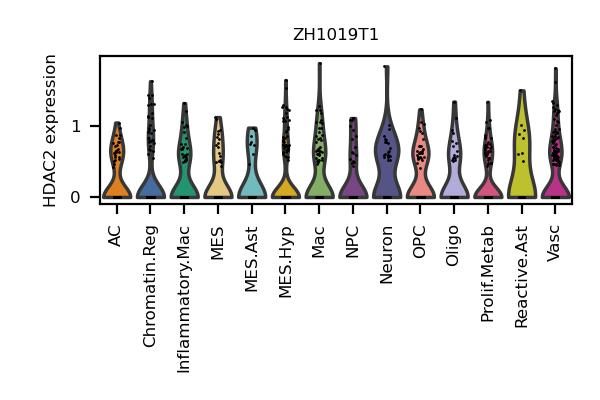 ZH1019T1
HDAC2 expression
1
0
AC
Chromatin.Reg
Inflammatory.Mac
MES
MES.Ast
MES.Hyp
Mac
NPC
Neuron
OPC
Oligo
Prolif.Metab
Reactive.Ast
Vasc